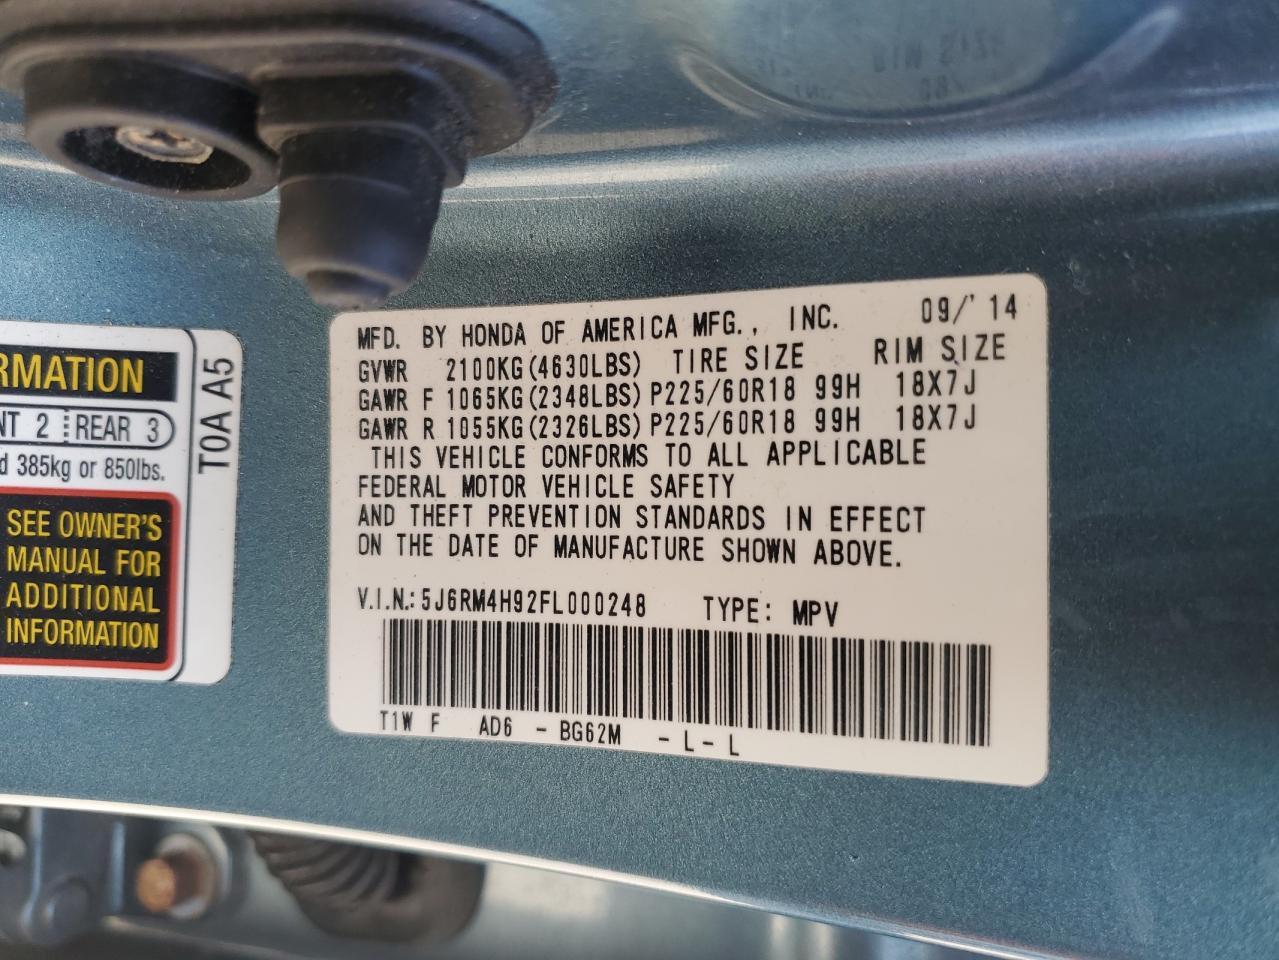 MFD. BY HONDA OF AMERICA MFG., INC. 09/'14
GVWR 2100KG(4630LBS) TIRE SIZE RIM SIZE
GAWR F 1065KG(2348LBS) P225/60R18 99H 18X7J
GAWR R 1055KG(2326LBS) P225/60R18 99H 18X7J
THIS VEHICLE CONFORMS TO ALL APPLICABLE
FEDERAL MOTOR VEHICLE SAFETY
AND THEFT PREVENTION STANDARDS IN EFFECT
ON THE DATE OF MANUFACTURE SHOWN ABOVE.
V.I.N.: 5J6RM4H92FL000248 TYPE: MPV
T1W F AD6 - BG62M - L - L
RMATION
NT 2 REAR 3
d 385kg or 850lbs.
SEE OWNER'S
MANUAL FOR
ADDITIONAL
INFORMATION
T0A A5